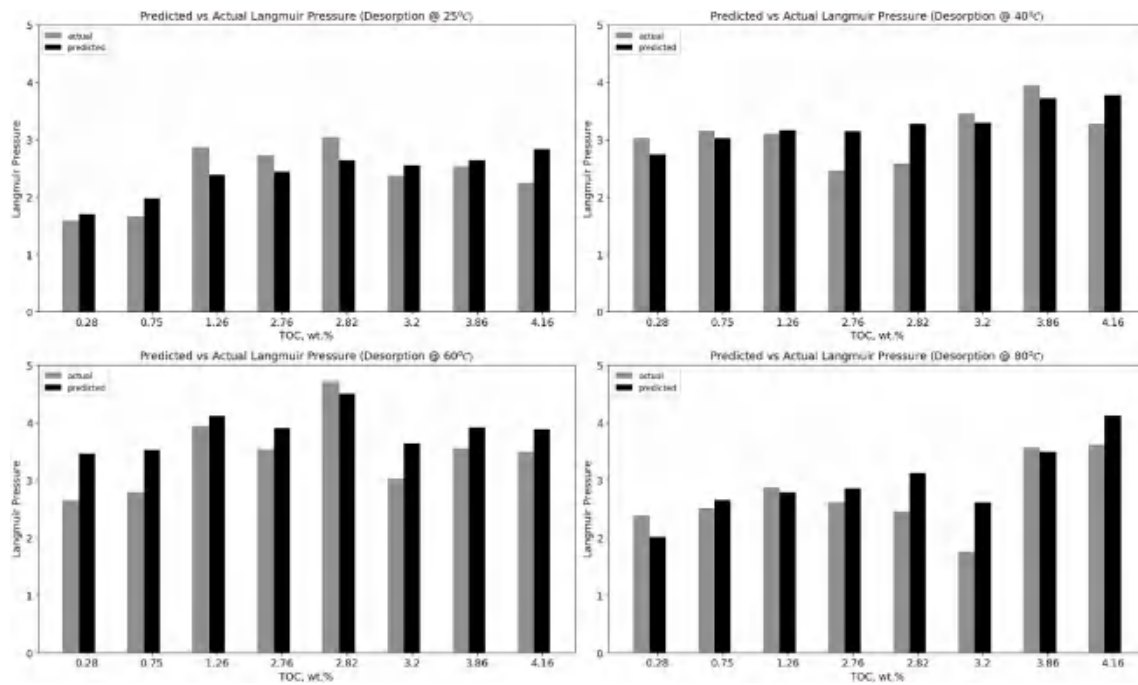 Predicted vs Actual Langmuir Pressure (Desorption @ 25⁰C)
5
4
3
2
1
0
Langmuir Pressure
actual
predicted
0.28 0.75 1.26 2.76 2.82 3.2 3.86 4.16
TOC, wt.%
Predicted vs Actual Langmuir Pressure (Desorption @ 40⁰C)
5
4
3
2
1
0
Langmuir Pressure
actual
predicted
0.28 0.75 1.26 2.76 2.82 3.2 3.86 4.16
TOC, wt.%
Predicted vs Actual Langmuir Pressure (Desorption @ 60⁰C)
5
4
3
2
1
0
Langmuir Pressure
actual
predicted
0.28 0.75 1.26 2.76 2.82 3.2 3.86 4.16
TOC, wt.%
Predicted vs Actual Langmuir Pressure (Desorption @ 80⁰C)
5
4
3
2
1
0
Langmuir Pressure
actual
predicted
0.28 0.75 1.26 2.76 2.82 3.2 3.86 4.16
TOC, wt.%